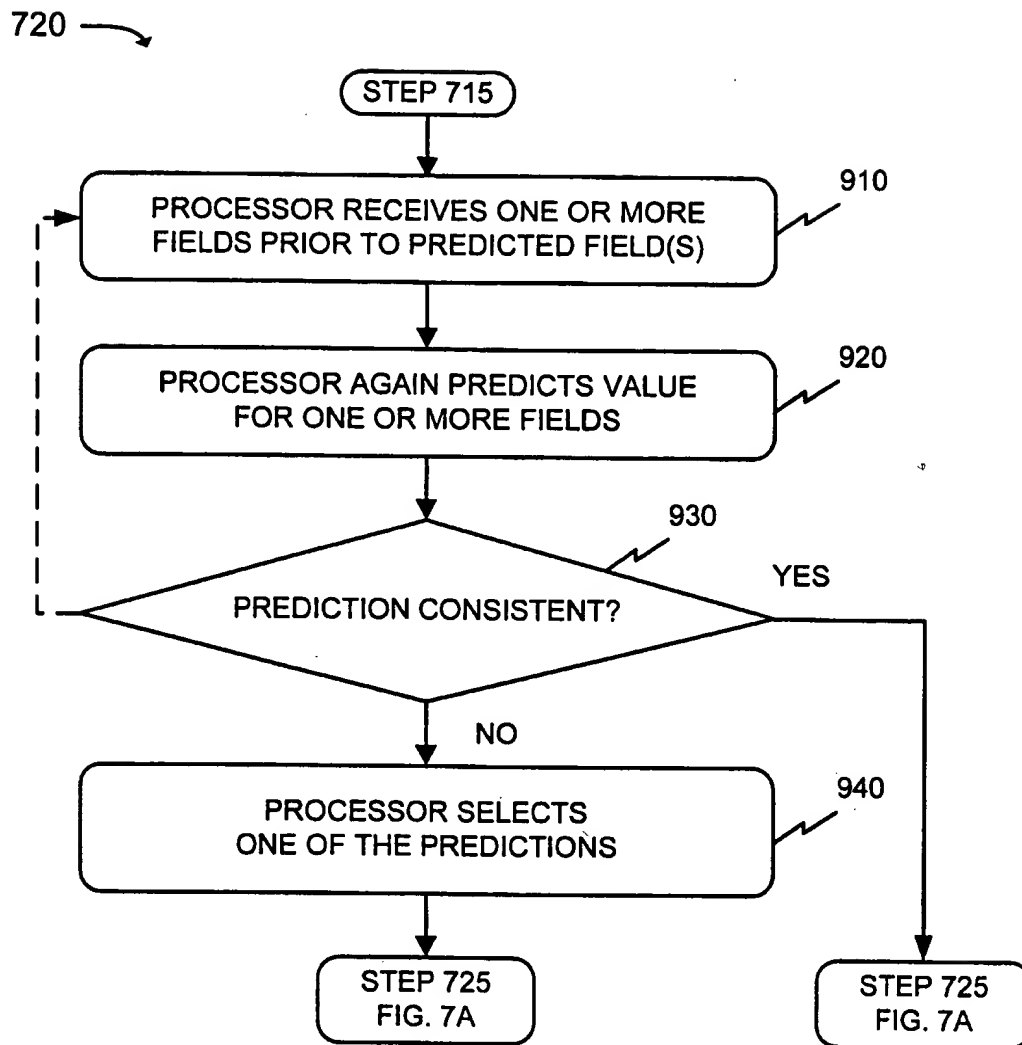 720
STEP 715
910
PROCESSOR RECEIVES ONE OR MORE
FIELDS PRIOR TO PREDICTED FIELD(S)
920
PROCESSOR AGAIN PREDICTS VALUE
FOR ONE OR MORE FIELDS
930
YES
PREDICTION CONSISTENT?
NO
940
PROCESSOR SELECTS
ONE OF THE PREDICTIONS
STEP 725
FIG. 7A
STEP 725
FIG. 7A